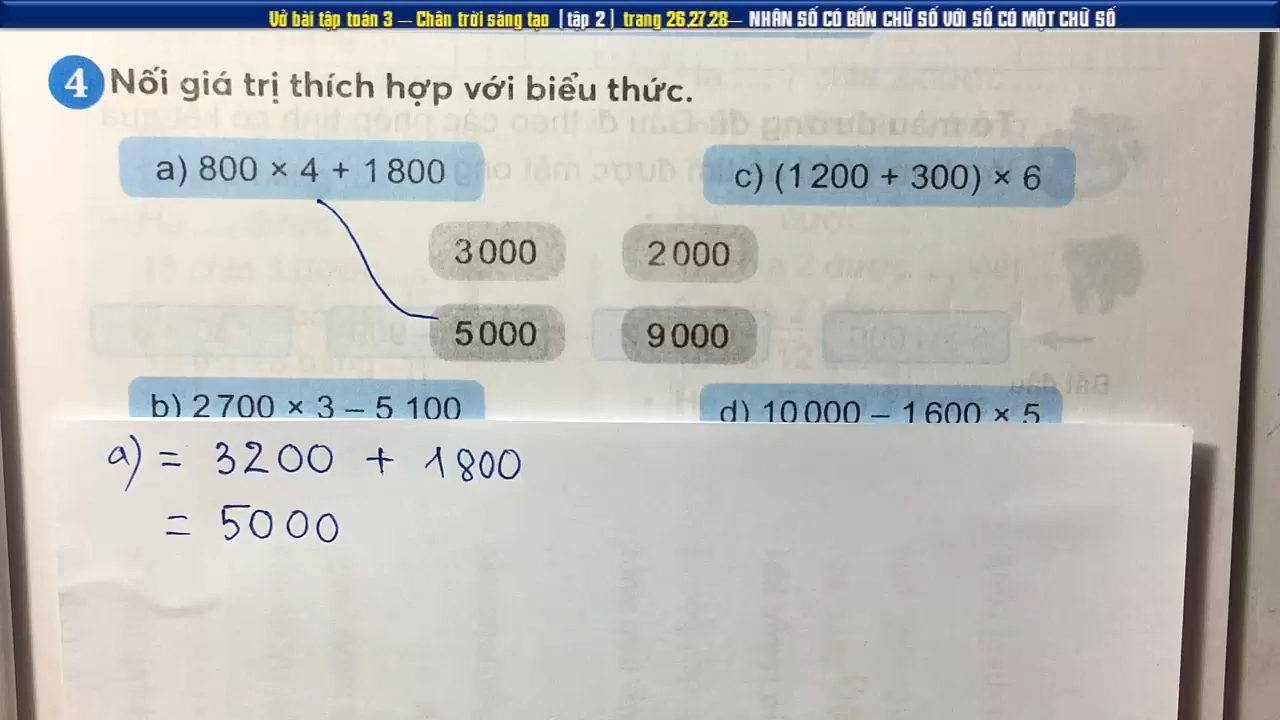 Vở bài tập toán 3 – Chân trời sáng tạo [tập 2] trang 26.27.28– NHÂN SỐ CÓ BỐN CHỮ SỐ VỚI SỐ CÓ MỘT CHỮ SỐ
4 Nối giá trị thích hợp với biểu thức.
a) 800 × 4 + 1 800
c) (1 200 + 300) × 6
3 000
2 000
5 000
9 000
b) 2 700 × 3 – 5 100
d) 10 000 – 1 600 × 5
a) = 3200 + 1800
= 5000